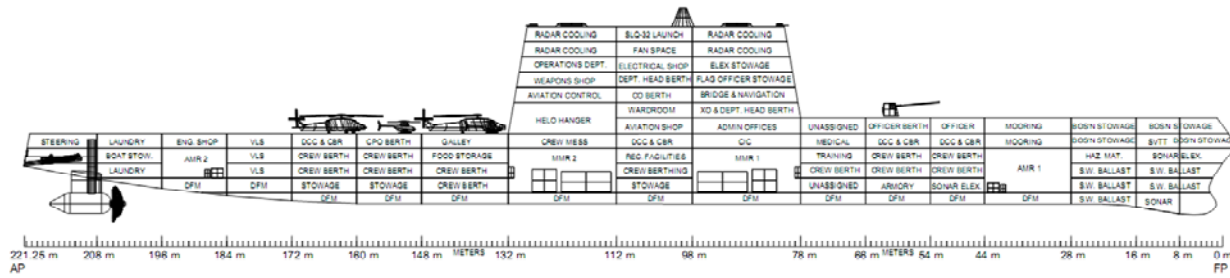 RADAR COOLING SLQ-32 LAUNCH RADAR COOLING
RADAR COOLING FAN SPACE RADAR COOLING
OPERATIONS DEPT. ELECTRICAL SHOP ELEX STOWAGE
WEAPONS SHOP DEPT. HEAD BERTH FLAG OFFICER STOWAGE
AVIATION CONTROL CO BERTH BRIDGE & NAVIGATION
HELO HANGER WARDROOM XO & DEPT. HEAD BERTH
AVIATION SHOP ADMIN OFFICES UNASSIGNED OFFICER BERTH OFFICER MOORING BOS'N STOWAGE BOS'N STOWAGE
STEERING LAUNDRY ENG. SHOP VLS DCC & CBR CPO BERTH GALLEY CREW MESS DCC & CBR CIC MEDICAL DCC & CBR DCC & CBR MOORING BOS'N STOWAGE SVTT BOS'N STOWAGE
BOAT STOW. AMR 2 VLS CREW BERTH CREW BERTH FOOD STORAGE MMR 2 REC. FACILITIES MMR 1 TRAINING CREW BERTH CREW BERTH AMR 1 HAZ. MAT. SONAR ELEX.
LAUNDRY VLS CREW BERTH CREW BERTH CREW BERTH CREW BERTHING CREW BERTH CREW BERTH CREW BERTH S.W. BALLAST S.W. BALLAST
DFM DFM STOWAGE STOWAGE CREW BERTH STOWAGE UNASSIGNED ARMORY SONAR ELEX. S.W. BALLAST S.W. BALLAST
DFM DFM DFM DFM DFM DFM DFM DFM DFM DFM S.W. BALLAST SONAR
221.25 m 208 m 198 m 184 m 172 m 160 m 148 m METERS 132 m 112 m 98 m 78 m 68 m METERS 54 m 44 m 28 m 18 m 8 m 0 m
AP FP